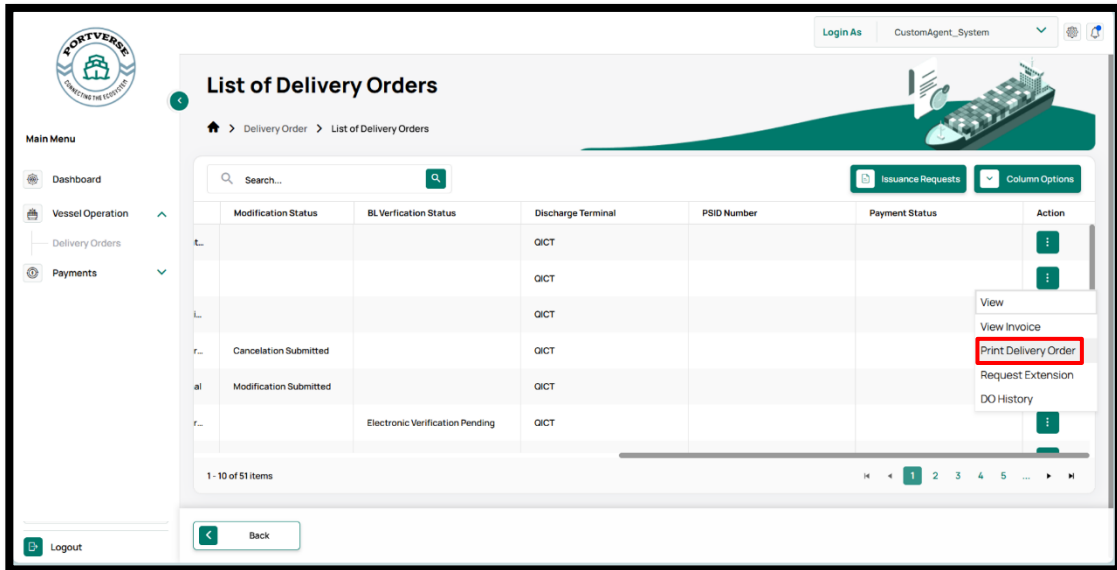 PORTVERSE
CONNECTING THE ECOSYSTEM
Login As CustomAgent_System
List of Delivery Orders
Delivery Order > List of Delivery Orders
Main Menu
Dashboard
Vessel Operation
Delivery Orders
Payments
Logout
Search...
Issuance Requests
Column Options
Modification Status BL Verfication Status Discharge Terminal PSID Number Payment Status Action
t... QICT
QICT
i... QICT
r... Cancelation Submitted QICT
al Modification Submitted QICT
r... Electronic Verification Pending QICT
View
View Invoice
Print Delivery Order
Request Extension
DO History
1 - 10 of 51 items
1 2 3 4 5 ...
Back